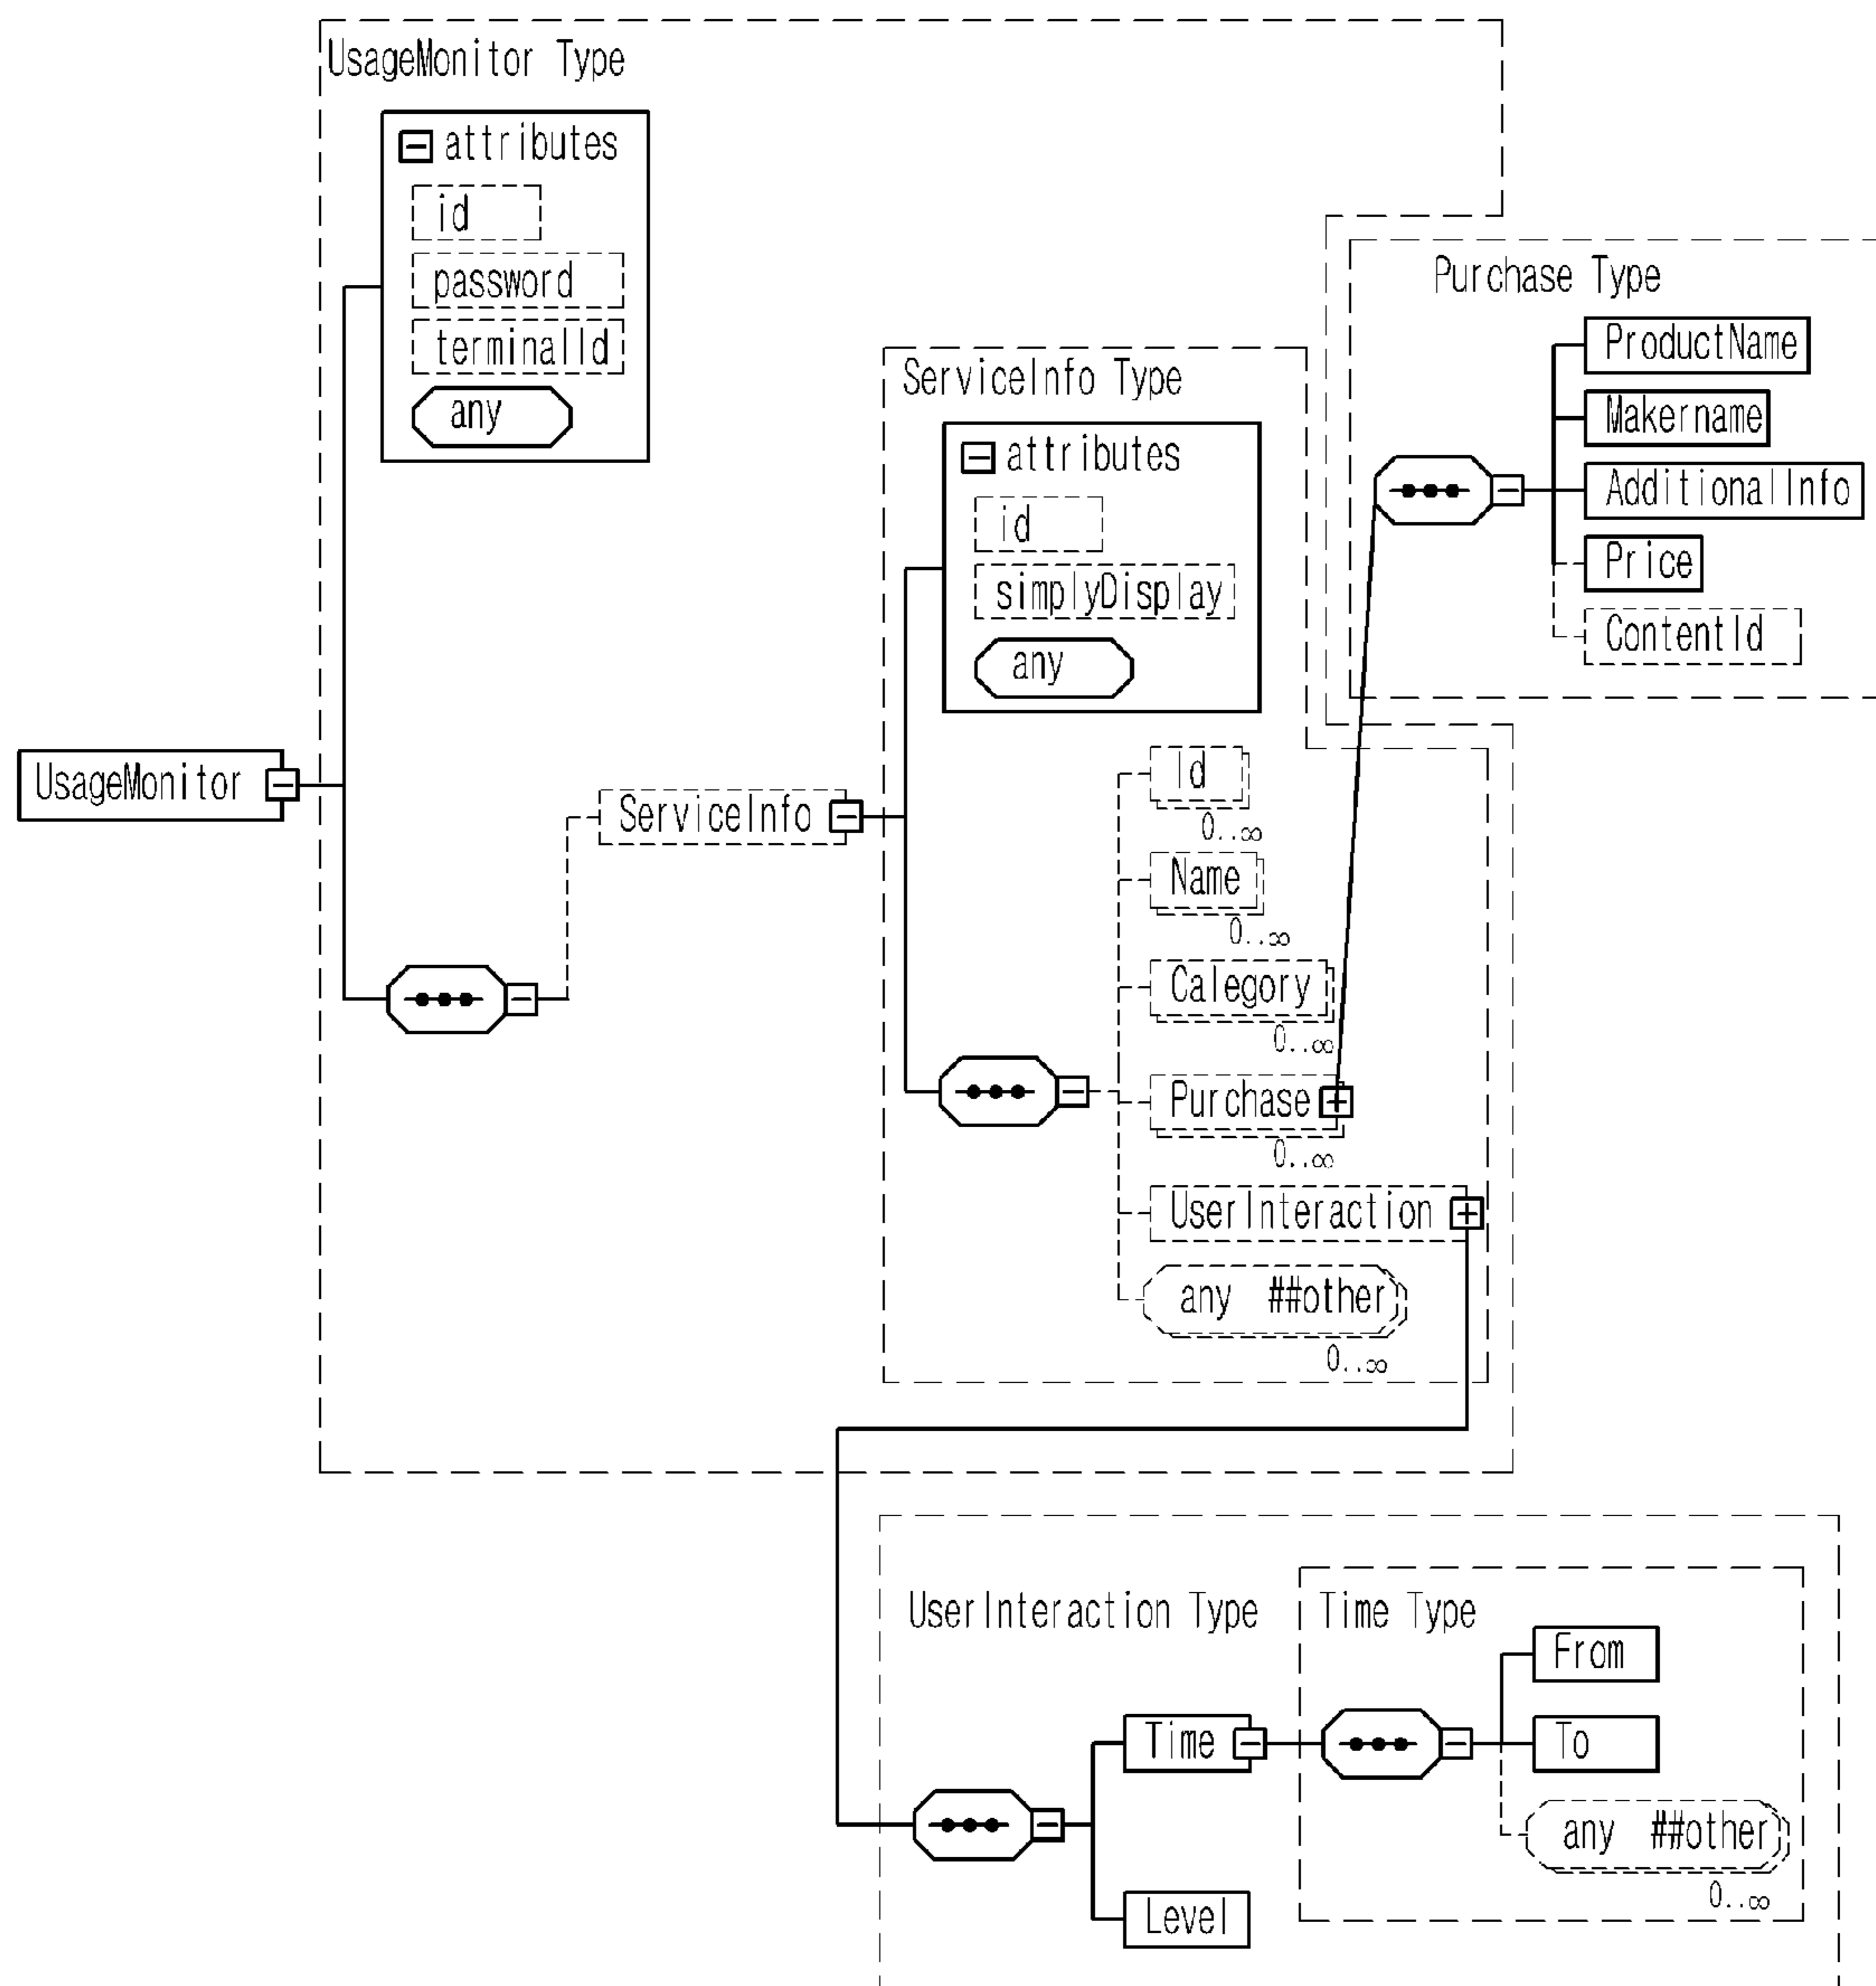 UsageMonitor Type
attributes
id
password
terminalId
any
Purchase Type
ProductName
Makername
AdditionalInfo
Price
ContentId
ServiceInfo Type
attributes
id
simplyDisplay
any
UsageMonitor
ServiceInfo
Id
0..∞
Name
0..∞
Calegory
0..∞
Purchase
0..∞
UserInteraction
any ##other
0..∞
UserInteraction Type
Time Type
From
Time
To
any ##other
0..∞
Level